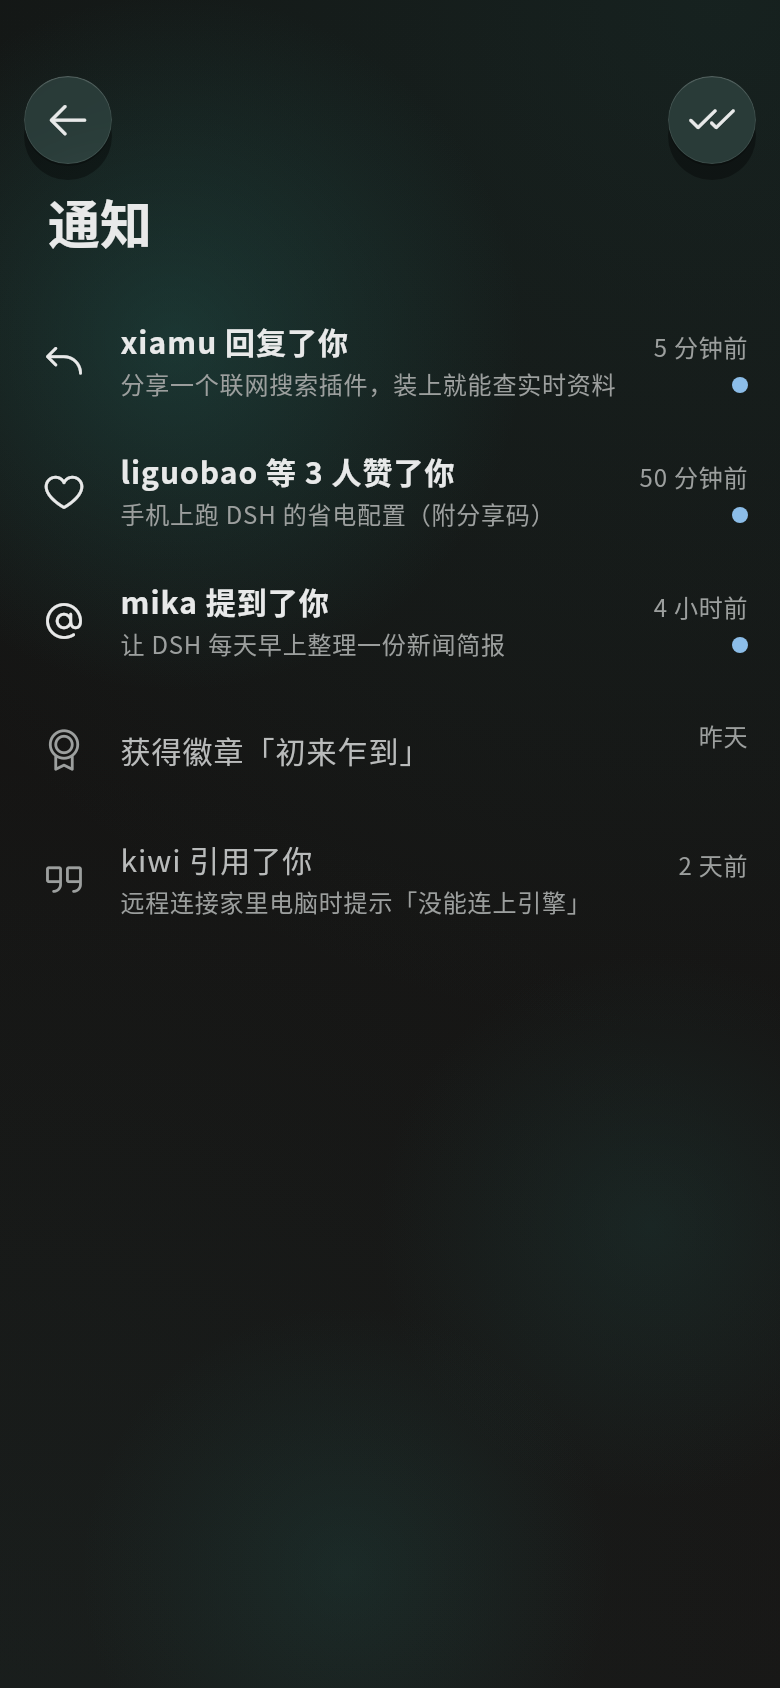 通知
xiamu 回复了你
5 分钟前
分享一个联网搜索插件，装上就能查实时资料
liguobao 等 3 人赞了你
50 分钟前
手机上跑 DSH 的省电配置（附分享码）
mika 提到了你
4 小时前
让 DSH 每天早上整理一份新闻简报
获得徽章「初来乍到」
昨天
kiwi 引用了你
2 天前
远程连接家里电脑时提示「没能连上引擎」